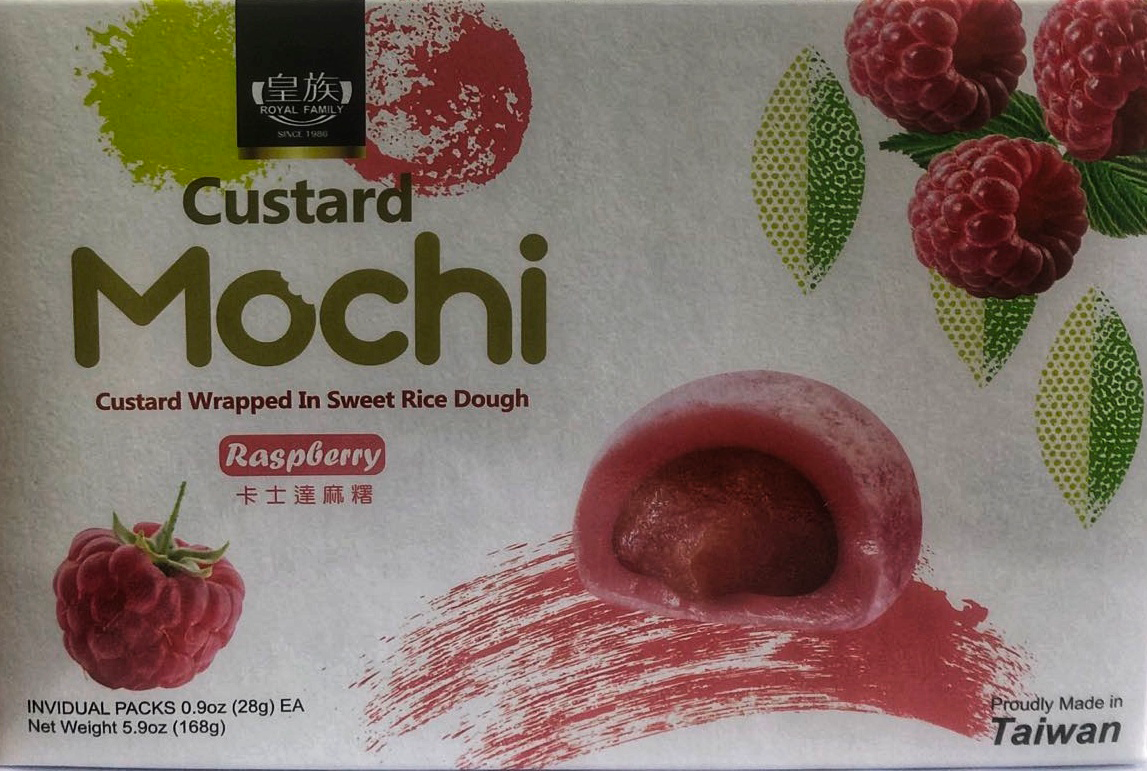 皇族
ROYAL FAMILY
SINCE 1986
Custard
Mochi
Custard Wrapped In Sweet Rice Dough
Raspberry
卡士達麻糬
INVIDUAL PACKS 0.9oz (28g) EA
Net Weight 5.9oz (168g)
Proudly Made in
Taiwan